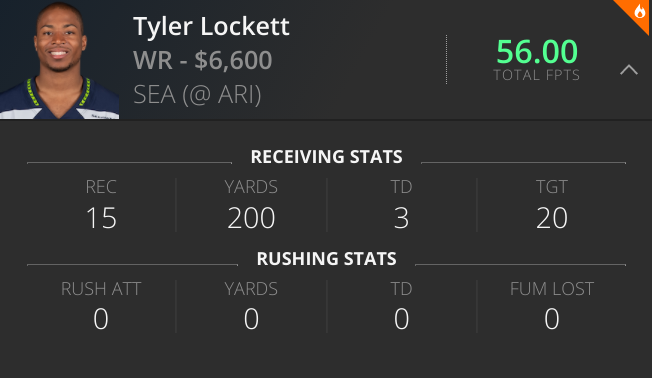 Tyler Lockett
WR - $6,600
SEA (@ ARI)
56.00
TOTAL FPTS
RECEIVING STATS
REC YARDS TD TGT
15 200 3 20
RUSHING STATS
RUSH ATT YARDS TD FUM LOST
0 0 0 0